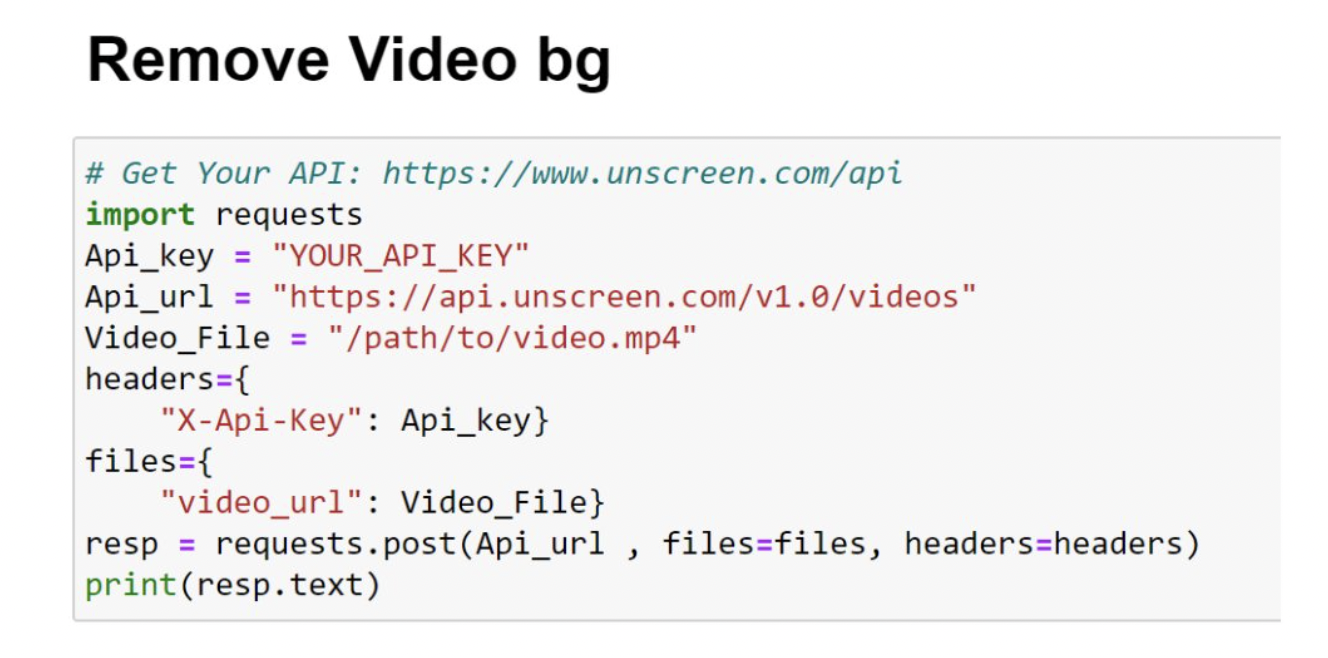 Remove Video bg
# Get Your API: https://www.unscreen.com/api
import requests
Api_key = "YOUR_API_KEY"
Api_url = "https://api.unscreen.com/v1.0/videos"
Video_File = "/path/to/video.mp4"
headers={
    "X-Api-Key": Api_key}
files={
    "video_url": Video_File}
resp = requests.post(Api_url , files=files, headers=headers)
print(resp.text)